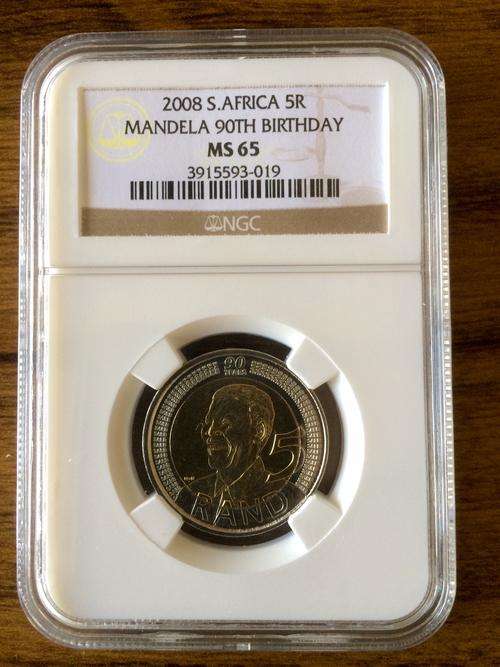 2008 S.AFRICA 5R
MANDELA 90TH BIRTHDAY
MS 65
3915593-019
NGC
90
YEARS
5
RAND